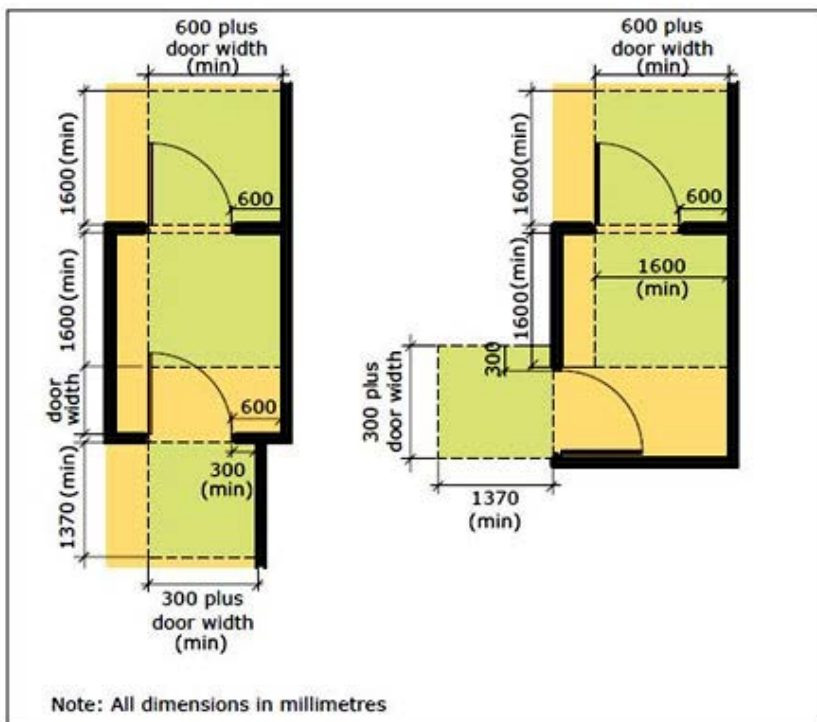 600 plus
door width
(min)
1600 (min)
600
1600 (min)
door
width
600
300
(min)
1370 (min)
300 plus
door width
(min)
600 plus
door width
(min)
1600 (min)
600
1600 (min)
1600
(min)
300
300 plus
door width
1370
(min)
Note: All dimensions in millimetres